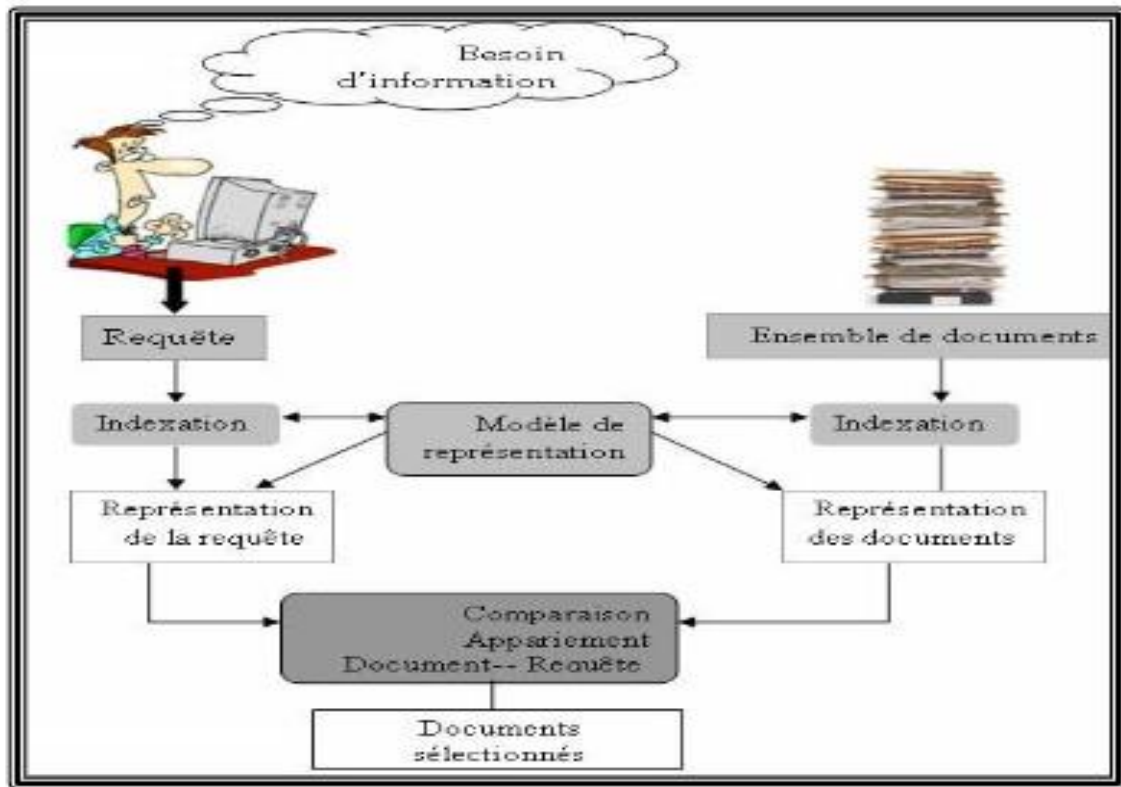 Besoin
d'information
Requête
Ensemble de documents
Indexation
Modèle de
représentation
Indexation
Représentation
de la requête
Représentation
des documents
Comparaison
Appariement
Document-- Requête
Documents
sélectionnés